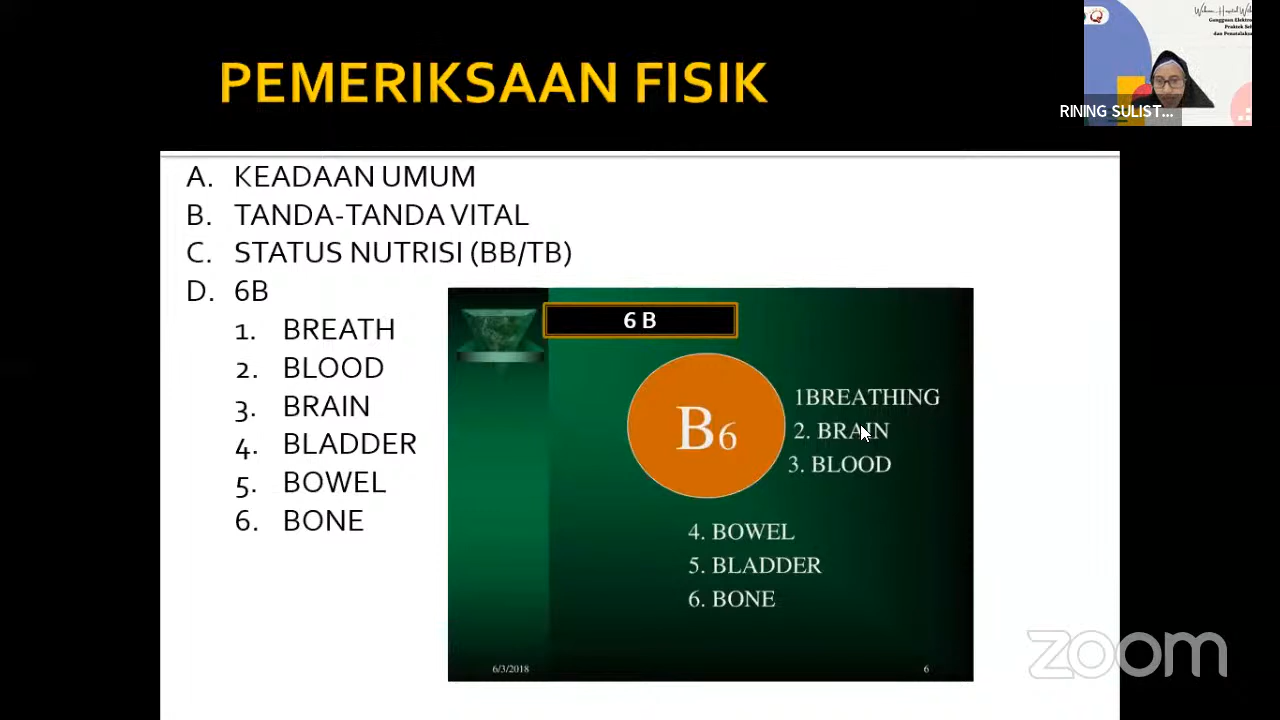 PEMERIKSAAN FISIK
RINING SULIST...
A. KEADAAN UMUM
B. TANDA-TANDA VITAL
C. STATUS NUTRISI (BB/TB)
D. 6B
1. BREATH
2. BLOOD
3. BRAIN
4. BLADDER
5. BOWEL
6. BONE
6 B
B6
1BREATHING
2. BRAIN
3. BLOOD
4. BOWEL
5. BLADDER
6. BONE
6/3/2018
6
zoom